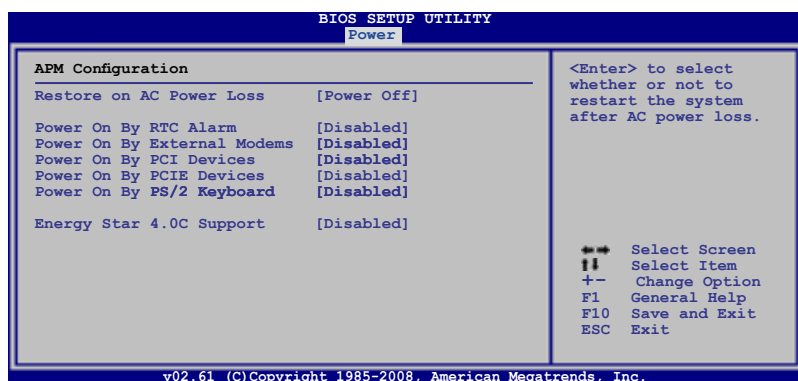 BIOS SETUP UTILITY
Power
APM Configuration
Restore on AC Power Loss [Power Off]
Power On By RTC Alarm [Disabled]
Power On By External Modems [Disabled]
Power On By PCI Devices [Disabled]
Power On By PCIE Devices [Disabled]
Power On By PS/2 Keyboard [Disabled]
Energy Star 4.0C Support [Disabled]
<Enter> to select
whether or not to
restart the system
after AC power loss.
Select Screen
Select Item
+- Change Option
F1 General Help
F10 Save and Exit
ESC Exit
v02.61 (C)Copyright 1985-2008, American Megatrends, Inc.